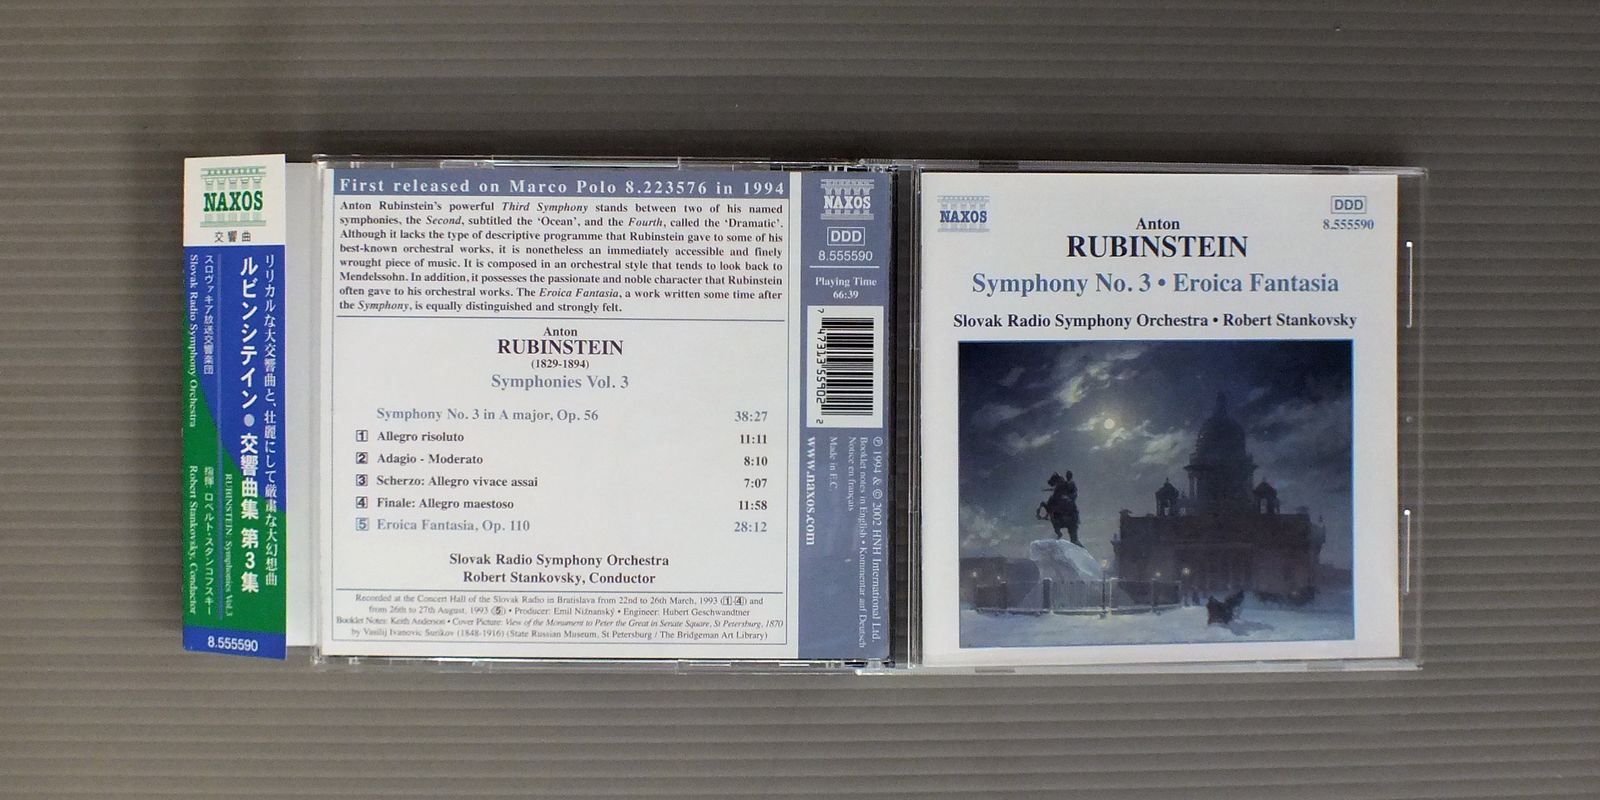 NAXOS
交響曲
リリカルな大交響曲と、壮麗にして厳粛な大幻想曲
ルビンシテイン●交響曲集 第3集
RUBINSTEIN: Symphonies Vol.3
スロヴァキア放送交響楽団
指揮 ロベルト・スタンコフスキー
Slovak Radio Symphony Orchestra
Robert Stankovsky, Conductor
8.555590
First released on Marco Polo 8.223576 in 1994
Anton Rubinstein's powerful Third Symphony stands between two of his named
symphonies, the Second, subtitled the 'Ocean', and the Fourth, called the 'Dramatic'.
Although it lacks the type of descriptive programme that Rubinstein gave to some of his
best-known orchestral works, it is nonetheless an immediately accessible and finely
wrought piece of music. It is composed in an orchestral style that tends to look back to
Mendelssohn. In addition, it possesses the passionate and noble character that Rubinstein
often gave to his orchestral works. The Eroica Fantasia, a work written some time after
the Symphony, is equally distinguished and strongly felt.
Anton
RUBINSTEIN
(1829-1894)
Symphonies Vol. 3
Symphony No. 3 in A major, Op. 56 38:27
1 Allegro risoluto 11:11
2 Adagio - Moderato 8:10
3 Scherzo: Allegro vivace assai 7:07
4 Finale: Allegro maestoso 11:58
5 Eroica Fantasia, Op. 110 28:12
Slovak Radio Symphony Orchestra
Robert Stankovsky, Conductor
Recorded at the Concert Hall of the Slovak Radio in Bratislava from 22nd to 26th March, 1993 (1-4) and
from 26th to 27th August, 1993 (5) • Producer: Emil Nižnanský • Engineer: Hubert Geschwandtner
Booklet Notes: Keith Anderson • Cover Picture: View of the Monument to Peter the Great in Senate Square, St Petersburg, 1870
by Vasilij Ivanovic Surikov (1848-1916) (State Russian Museum, St Petersburg / The Bridgeman Art Library)
NAXOS
DDD
8.555590
Playing Time
66:39
7 47313 55902 2
℗ 1994 & © 2002 HNH International Ltd.
Booklet notes in English • Kommentar auf Deutsch
Notice en français
Made in E.C.
www.naxos.com
NAXOS
DDD
8.555590
Anton
RUBINSTEIN
Symphony No. 3 • Eroica Fantasia
Slovak Radio Symphony Orchestra • Robert Stankovsky